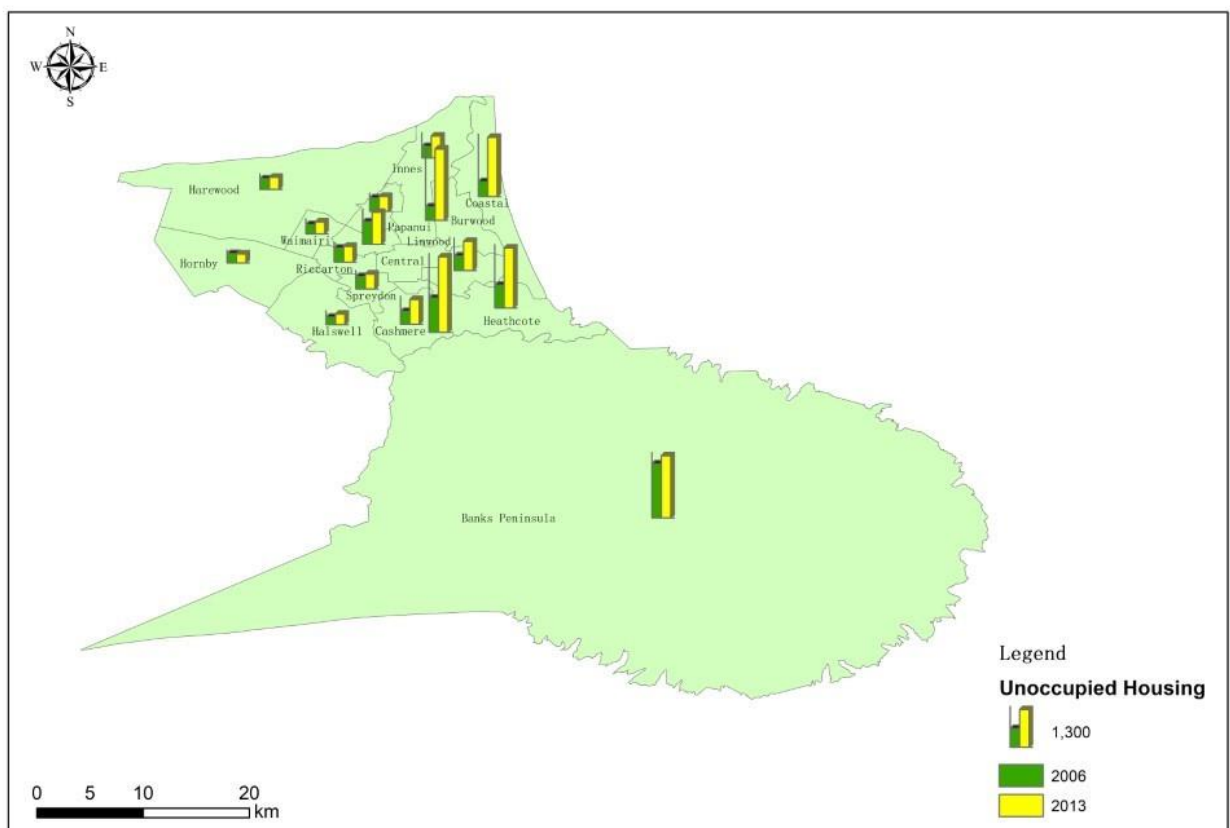 N
W E
S
Innes
Harewood
Coastal
Papanui
Burwood
Waimairi
Linwood
Hornby
Riccarton
Central
Spreydon
Halswell
Cashmere
Heathcote
Banks Peninsula
Legend
Unoccupied Housing
1,300
2006
2013
0 5 10 20
km